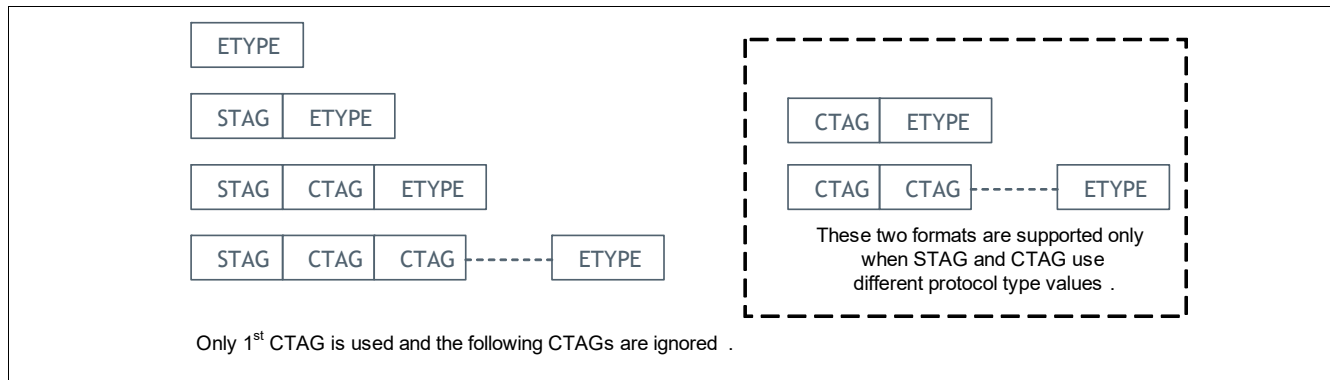 ETYPE
STAG ETYPE
STAG CTAG ETYPE
STAG CTAG CTAG ETYPE
Only 1st CTAG is used and the following CTAGs are ignored .
CTAG ETYPE
CTAG CTAG ETYPE
These two formats are supported only
when STAG and CTAG use
different protocol type values .